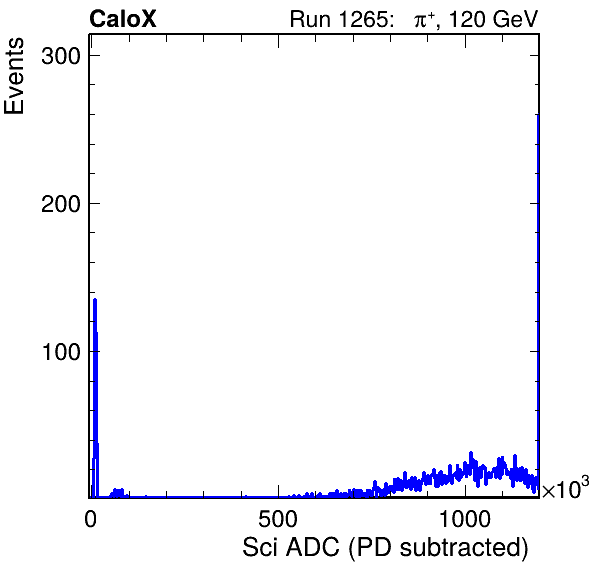 CaloX Run 1265: π⁺, 120 GeV
Events
300
200
100
0 500 1000 ×10³
Sci ADC (PD subtracted)